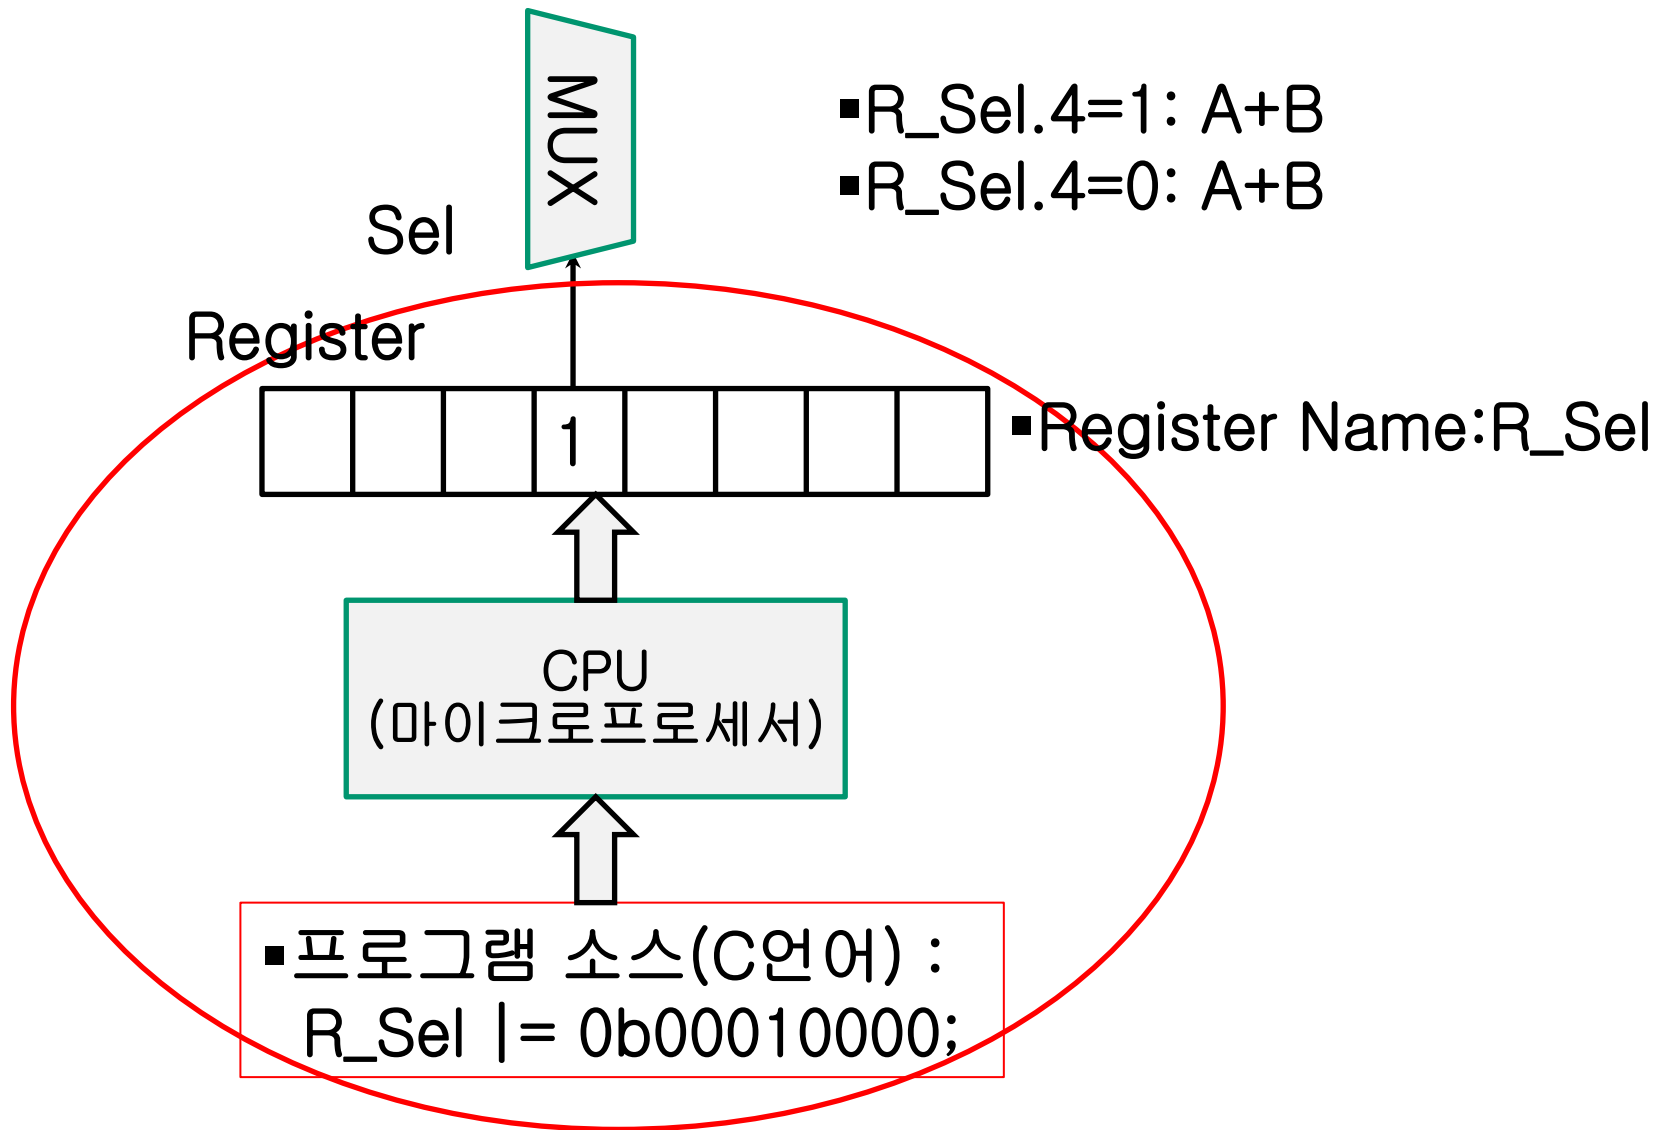 MUX
▪R_Sel.4=1: A+B
▪R_Sel.4=0: A+B
Sel
Register
1
▪Register Name:R_Sel
CPU
(마이크로프로세서)
▪프로그램 소스(C언어) :
R_Sel |= 0b00010000;